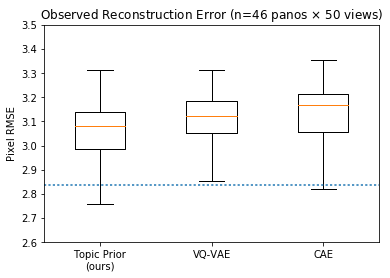 Observed Reconstruction Error (n=46 panos × 50 views)
3.5
3.4
3.3
3.2
3.1
3.0
2.9
2.8
2.7
2.6
Pixel RMSE
Topic Prior
(ours)
VQ-VAE
CAE